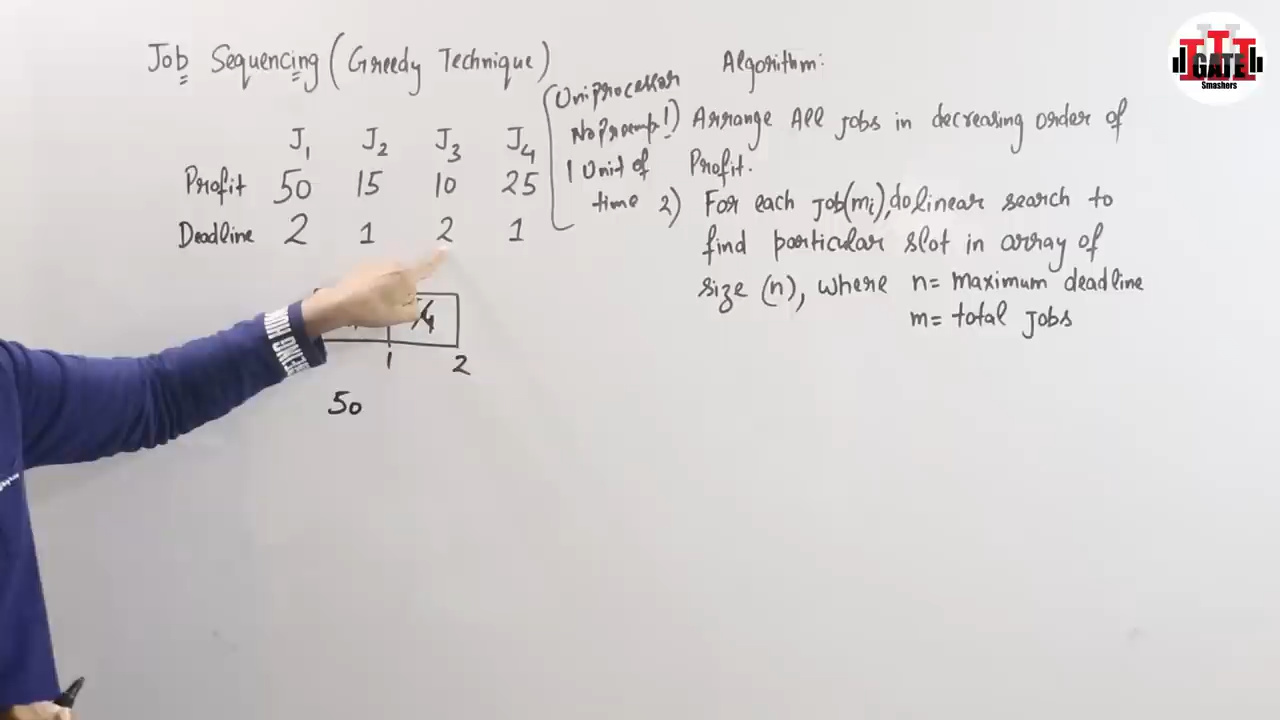 Job Sequencing (Greedy Technique)
J1 J2 J3 J4
Profit 50 15 10 25
Deadline 2 1 2 1
1 2
50
(Uniprocessor
No Preemp!)
1 Unit of
time
Algorithm:
1) Arrange All jobs in decreasing order of
Profit.
2) For each job(mi), do linear search to
find particular slot in array of
size (n), where n= maximum deadline
m= total jobs
GATE
Smashers